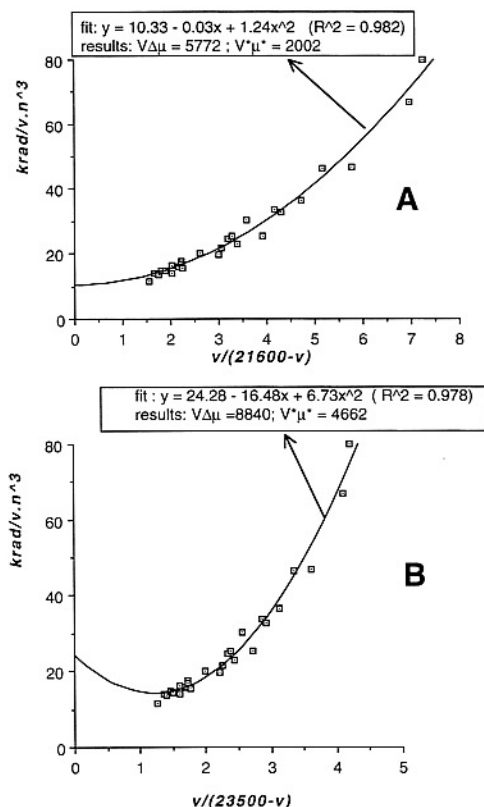 fit: y = 10.33 - 0.03x + 1.24x^2 (R^2 = 0.982)
results: VΔμ = 5772 ; V*μ* = 2002
80
60
40
20
0
krad/v.n^3
A
0 1 2 3 4 5 6 7 8
v/(21600-v)
fit : y = 24.28 - 16.48x + 6.73x^2 ( R^2 = 0.978)
results: VΔμ =8840; V*μ* = 4662
80
60
40
20
0
krad/v.n^3
B
0 1 2 3 4 5
v/(23500-v)